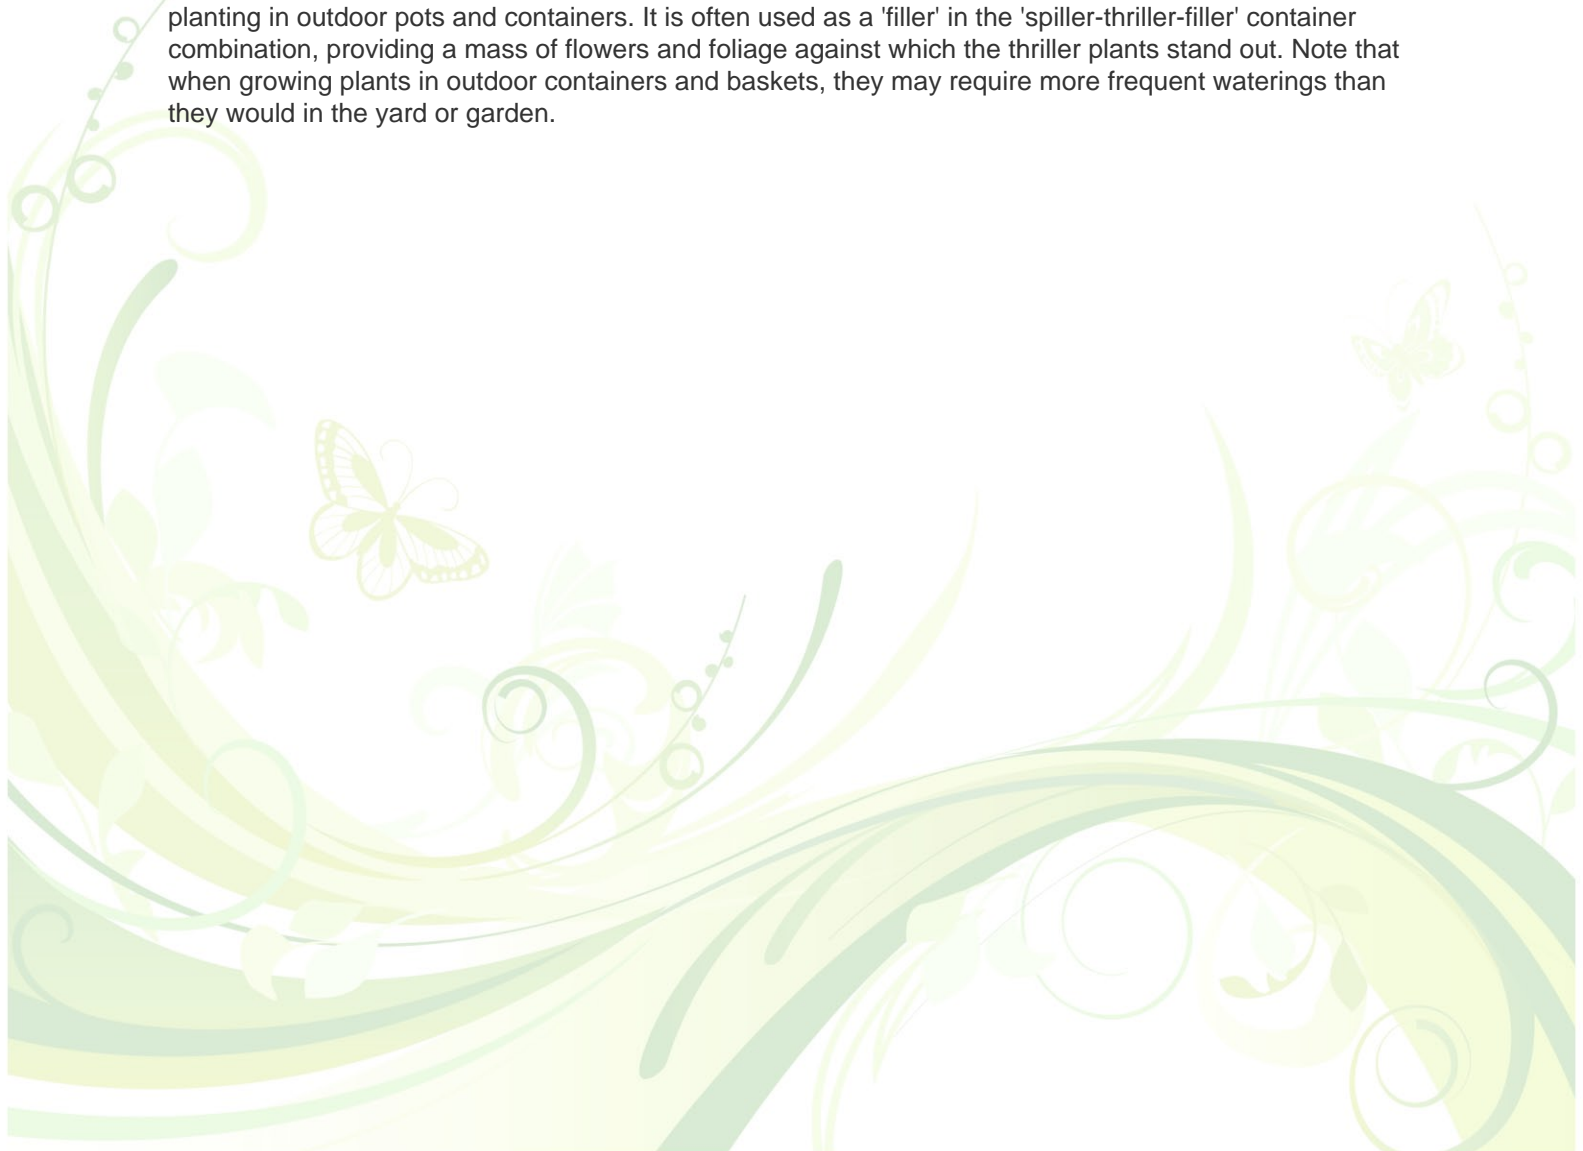 planting in outdoor pots and containers. It is often used as a 'filler' in the 'spiller-thriller-filler' container
combination, providing a mass of flowers and foliage against which the thriller plants stand out. Note that
when growing plants in outdoor containers and baskets, they may require more frequent waterings than
they would in the yard or garden.